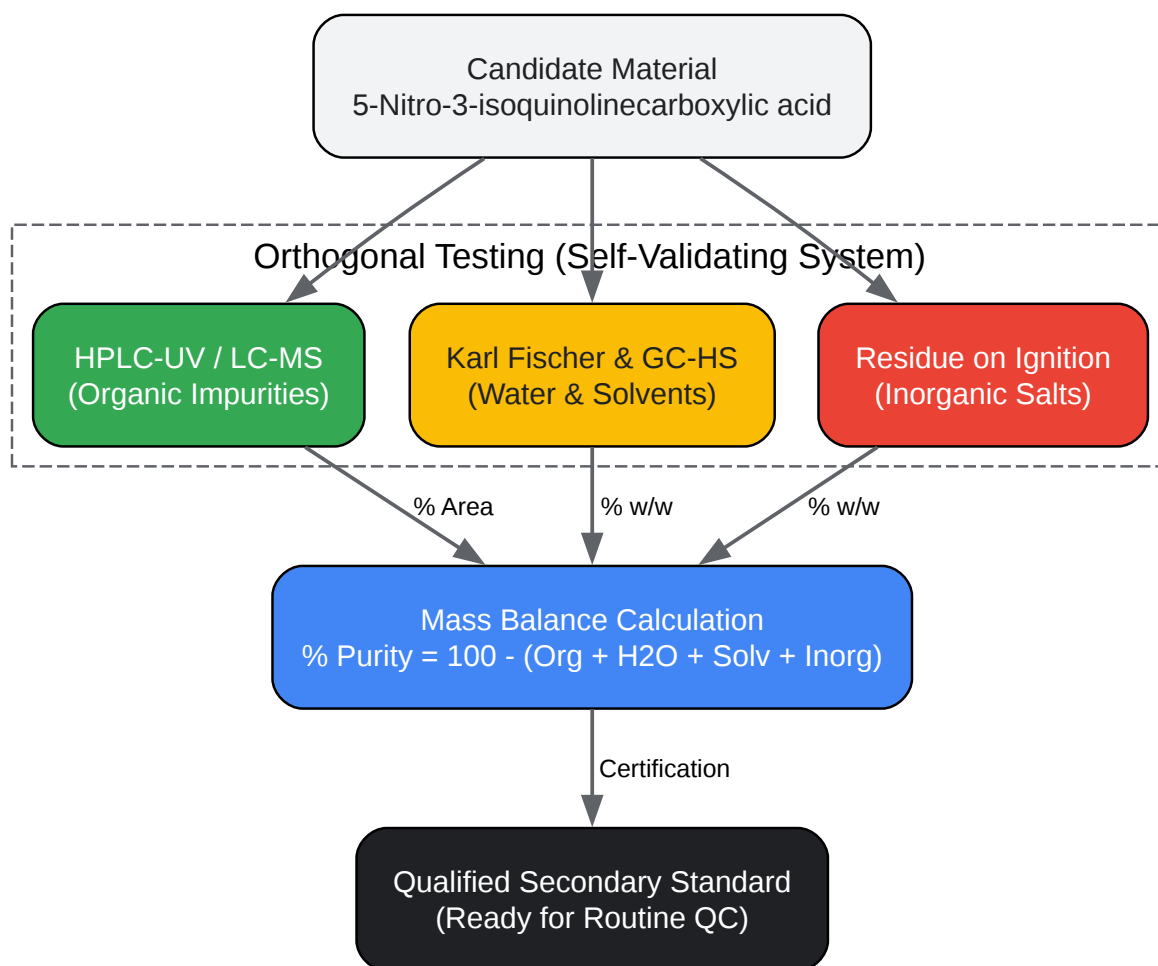 Candidate Material
5-Nitro-3-isoquinolinecarboxylic acid
Orthogonal Testing (Self-Validating System)
HPLC-UV / LC-MS
(Organic Impurities)
Karl Fischer & GC-HS
(Water & Solvents)
Residue on Ignition
(Inorganic Salts)
% Area
% w/w
% w/w
Mass Balance Calculation
% Purity = 100 - (Org + H2O + Solv + Inorg)
Certification
Qualified Secondary Standard
(Ready for Routine QC)